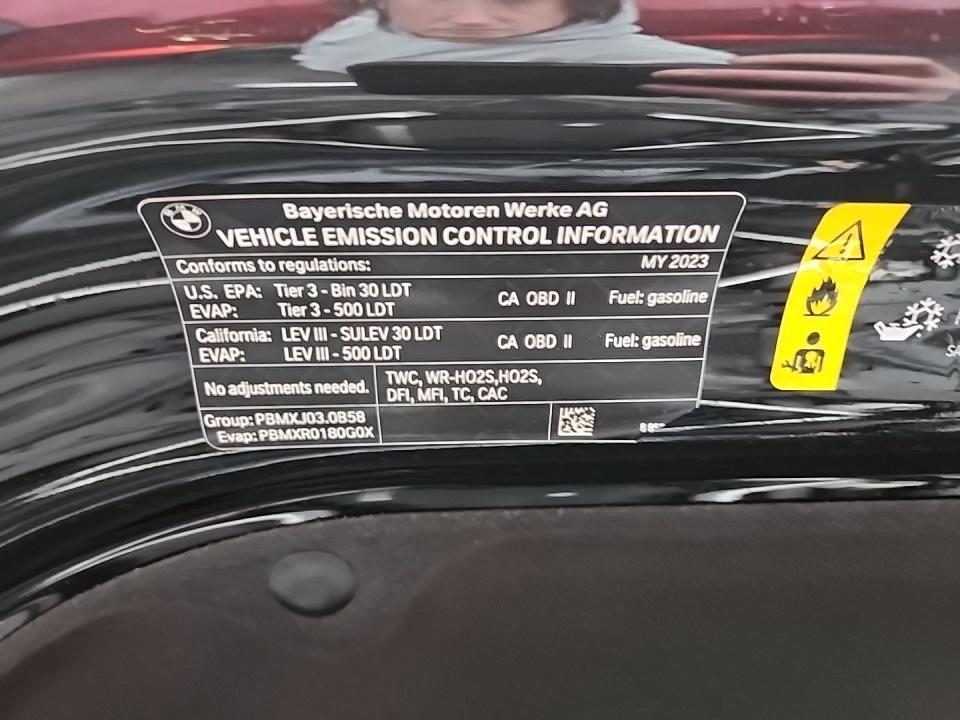 BMW
Bayerische Motoren Werke AG
VEHICLE EMISSION CONTROL INFORMATION
Conforms to regulations: MY 2023
U.S. EPA: Tier 3 - Bin 30 LDT
EVAP: Tier 3 - 500 LDT
CA OBD II Fuel: gasoline
California: LEV III - SULEV 30 LDT
EVAP: LEV III - 500 LDT
CA OBD II Fuel: gasoline
No adjustments needed.
TWC, WR-HO2S,HO2S,
DFI, MFI, TC, CAC
Group: PBMXJ03.0B58
Evap: PBMXR0180G0X